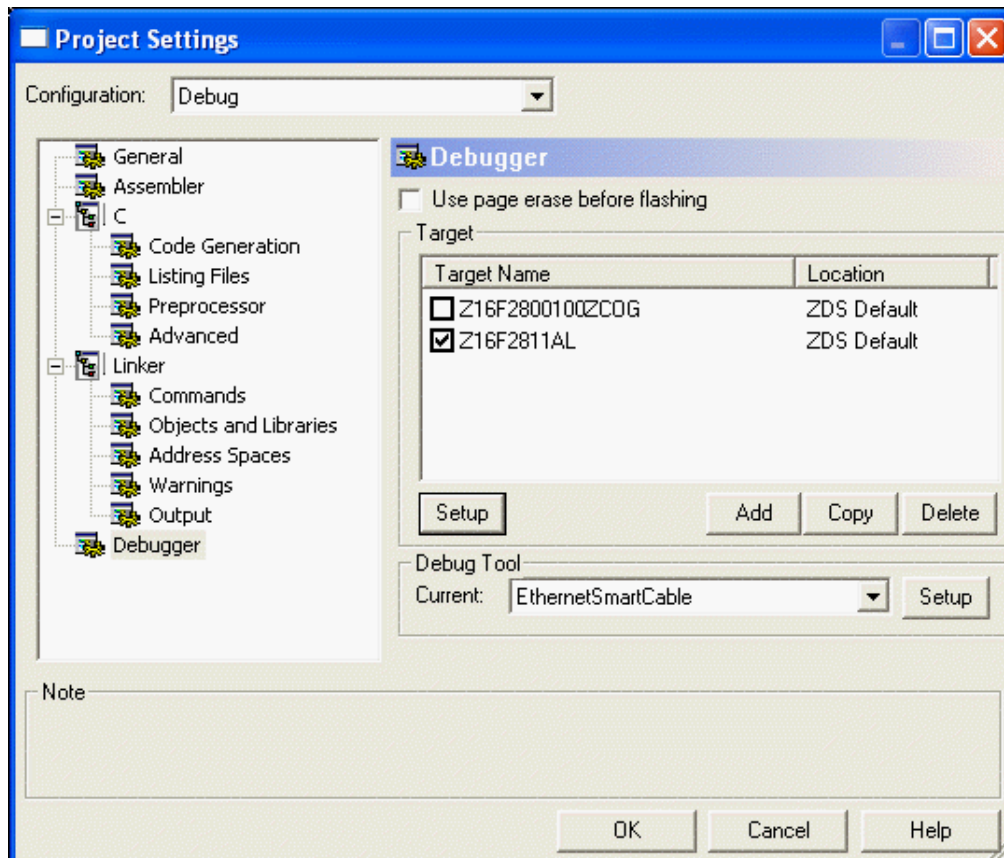 Project Settings
Configuration: Debug
General
Assembler
C
Code Generation
Listing Files
Preprocessor
Advanced
Linker
Commands
Objects and Libraries
Address Spaces
Warnings
Output
Debugger
Debugger
Use page erase before flashing
Target
Target Name Location
Z16F2800100ZCOG ZDS Default
Z16F2811AL ZDS Default
Setup Add Copy Delete
Debug Tool
Current: EthernetSmartCable Setup
Note
OK Cancel Help